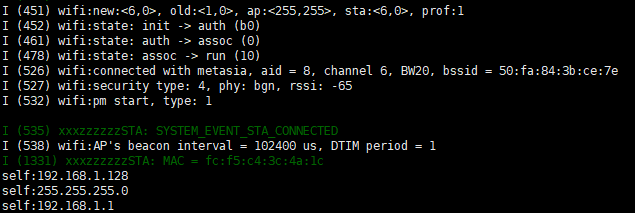 I (451) wifi:new:<6,0>, old:<1,0>, ap:<255,255>, sta:<6,0>, prof:1
I (452) wifi:state: init -> auth (b0)
I (461) wifi:state: auth -> assoc (0)
I (478) wifi:state: assoc -> run (10)
I (526) wifi:connected with metasia, aid = 8, channel 6, BW20, bssid = 50:fa:84:3b:ce:7e
I (527) wifi:security type: 4, phy: bgn, rssi: -65
I (532) wifi:pm start, type: 1
I (535) xxxzzzzzzSTA: SYSTEM_EVENT_STA_CONNECTED
I (538) wifi:AP's beacon interval = 102400 us, DTIM period = 1
I (1331) xxxzzzzzzSTA: MAC = fc:f5:c4:3c:4a:1c
self:192.168.1.128
self:255.255.255.0
self:192.168.1.1